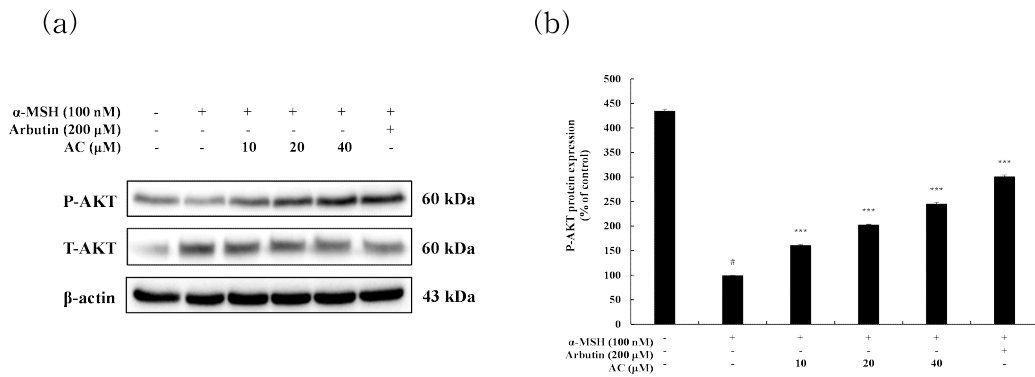 (a)
α-MSH (100 nM) - + + + + +
Arbutin (200 μM) - - - - - +
AC (μM) - - 10 20 40 -
P-AKT 60 kDa
T-AKT 60 kDa
β-actin 43 kDa
(b)
P-AKT protein expression
(% of control)
500
450
400
350
300
250
200
150
100
50
0
#
***
***
***
***
α-MSH (100 nM) - + + + + +
Arbutin (200 μM) - - - - - +
AC (μM) - - 10 20 40 -